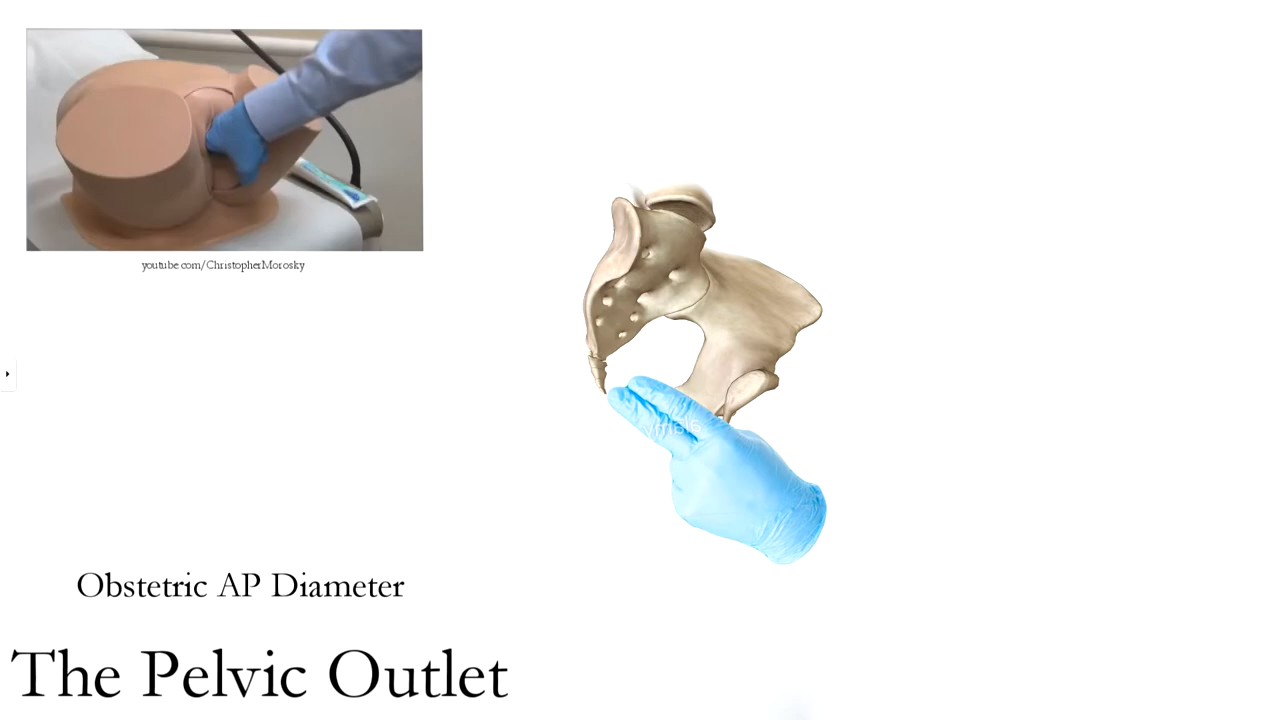 youtube com/ChristopherMorosky
Obstetric AP Diameter
The Pelvic Outlet